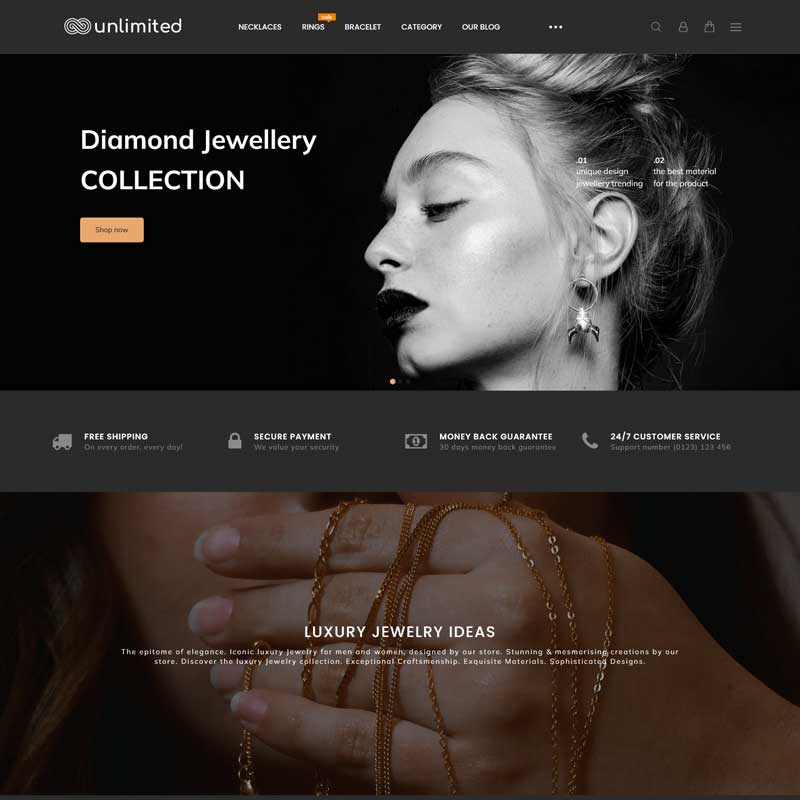 unlimited
NECKLACES
RINGS
sale
BRACELET
CATEGORY
OUR BLOG
Diamond Jewellery
COLLECTION
Shop now
.01
unique design
jewellery trending
.02
the best material
for the product
FREE SHIPPING
On every order, every day!
SECURE PAYMENT
We value your security
MONEY BACK GUARANTEE
30 days money back guarantee
24/7 CUSTOMER SERVICE
Support number (0123) 123 456
LUXURY JEWELRY IDEAS
The epitome of elegance. Iconic luxury Jewelry for men and women, designed by our store. Stunning & mesmorising creations by our
store. Discover the luxury Jewelry collection. Exceptional Craftsmenship. Exquisite Materials. Sophisticated Designs.